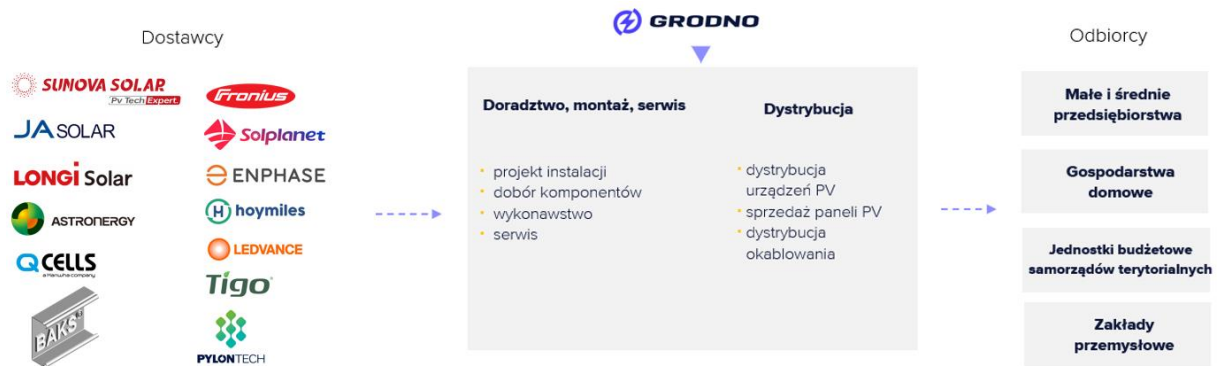 GRODNO
Dostawcy
SUNOVA SOLAR
Pv Tech Expert.
JA SOLAR
LONGi Solar
ASTRONERGY
Q CELLS
a Hanwha company
BAKS
Fronius
Solplanet
ENPHASE
hoymiles
LEDVANCE
Tigo
PYLONTECH
Doradztwo, montaż, serwis
• projekt instalacji
• dobór komponentów
• wykonawstwo
• serwis
Dystrybucja
• dystrybucja
urządzeń PV
• sprzedaż paneli PV
• dystrybucja
okablowania
Odbiorcy
Małe i średnie
przedsiębiorstwa
Gospodarstwa
domowe
Jednostki budżetowe
samorządów terytorialnych
Zakłady
przemysłowe